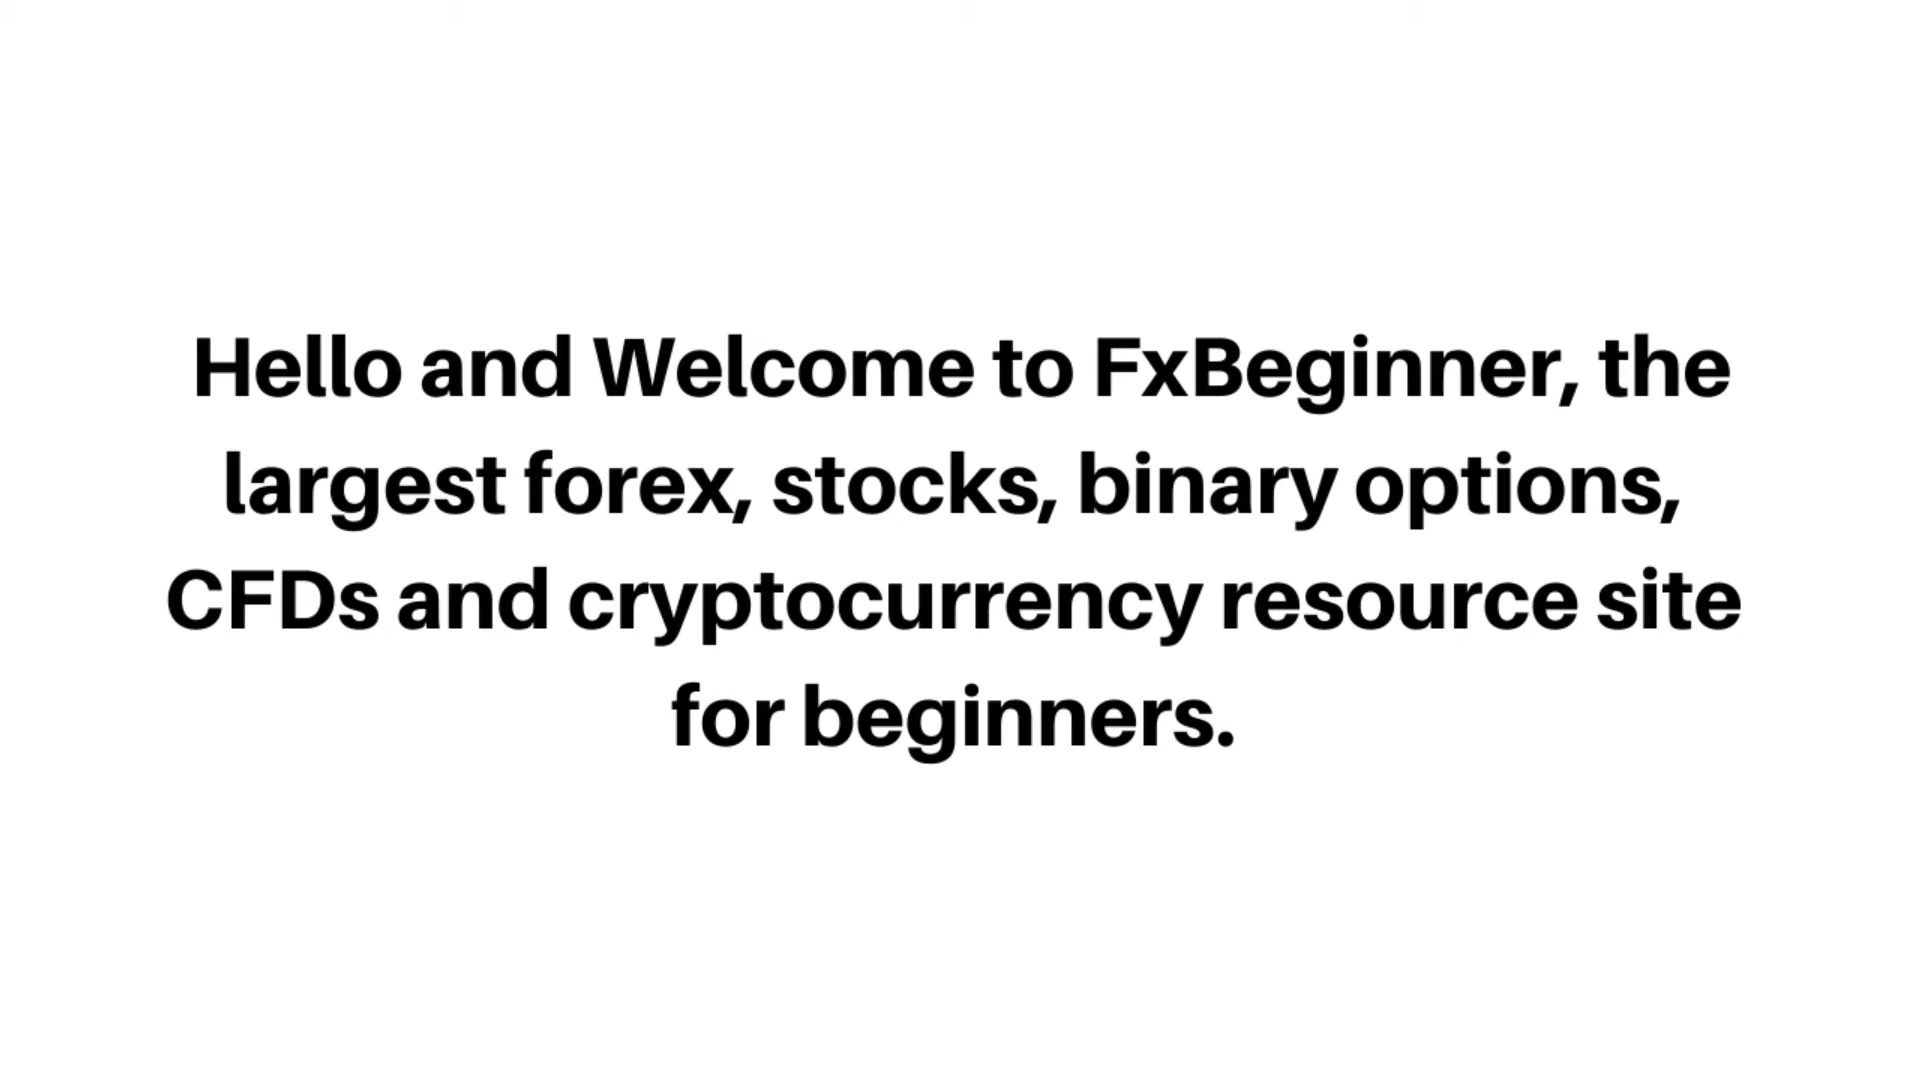 Hello and Welcome to FxBeginner, the
largest forex, stocks, binary options,
CFDs and cryptocurrency resource site
for beginners.